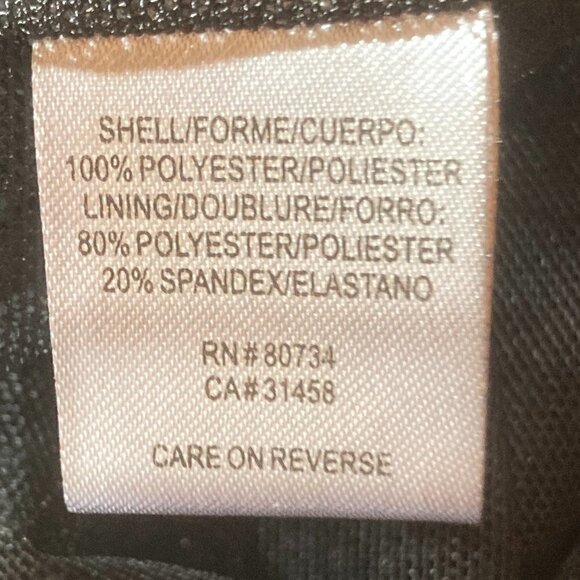 SHELL/FORME/CUERPO:
100% POLYESTER/POLIESTER
LINING/DOUBLURE/FORRO:
80% POLYESTER/POLIESTER
20% SPANDEX/ELASTANO
RN#80734
CA#31458
CARE ON REVERSE